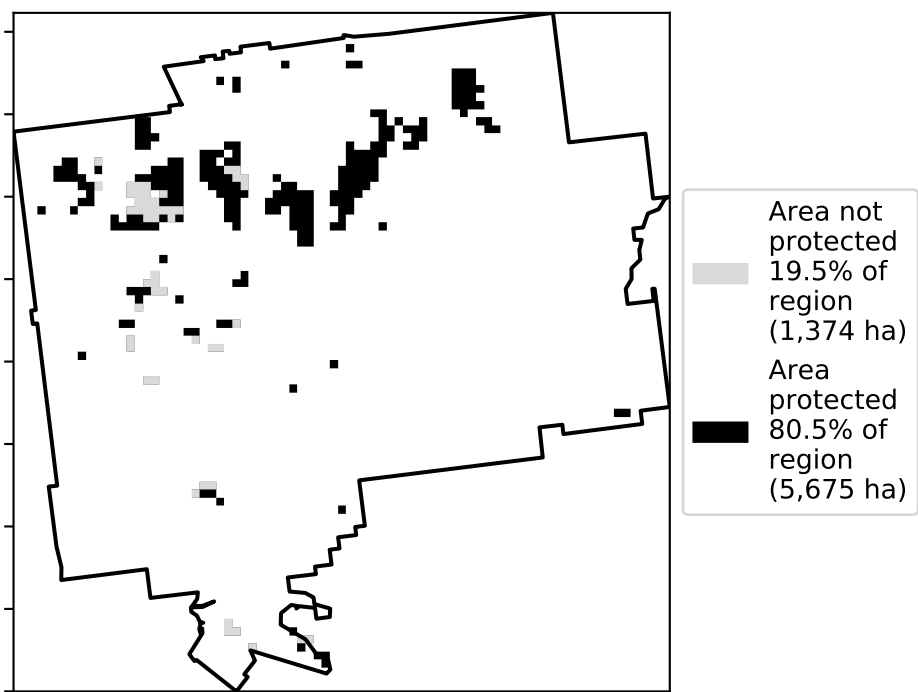 Area not
protected
19.5% of
region
(1,374 ha)
Area
protected
80.5% of
region
(5,675 ha)